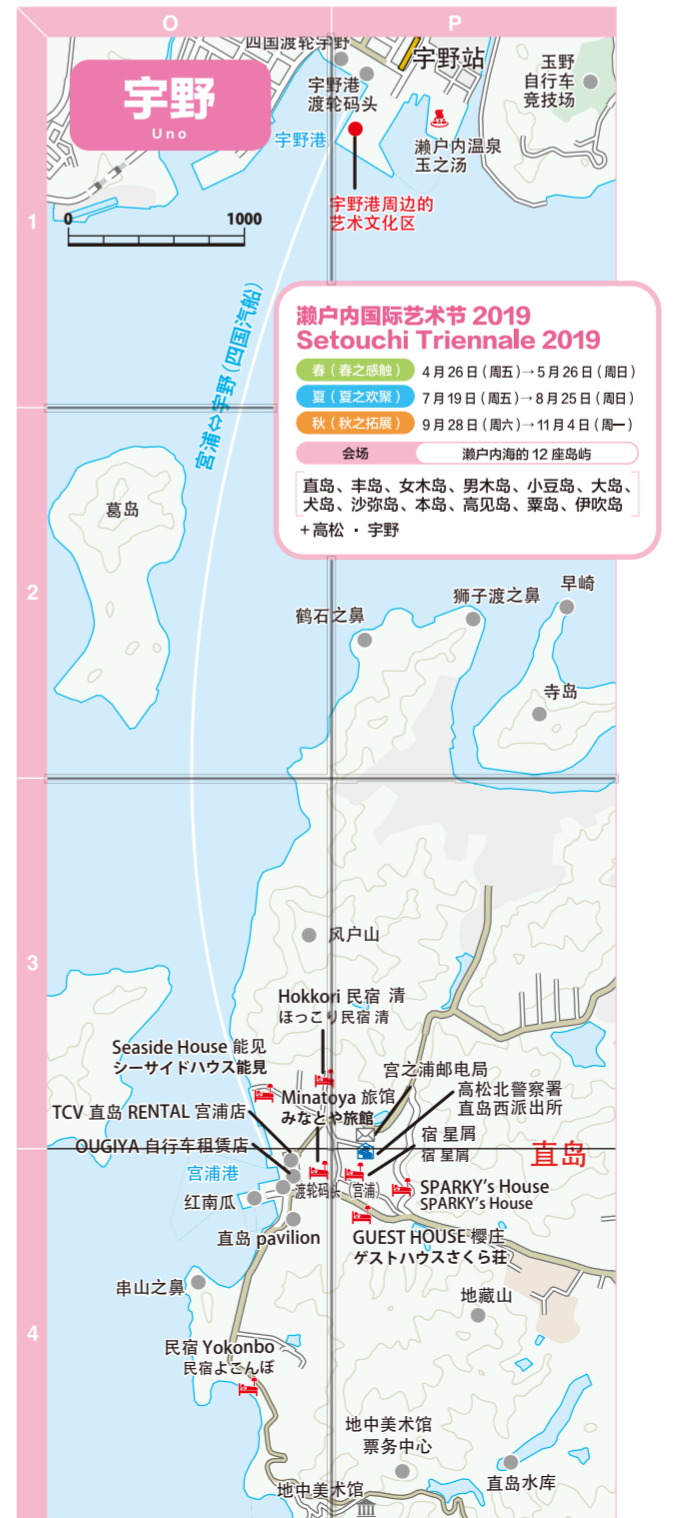 O
P
四国渡轮宇野
宇野站
宇野
Uno
宇野港
渡轮码头
玉野
自行车
竞技场
宇野港
濑户内温泉
玉之汤
宇野港周边的
艺术文化区
1
0
1000
宫浦⇔宇野(四国汽船)
濑户内国际艺术节 2019
Setouchi Triennale 2019
春(春之感触) 4月26日(周五)→5月26日(周日)
夏(夏之欢聚) 7月19日(周五)→8月25日(周日)
秋(秋之拓展) 9月28日(周六)→11月4日(周一)
会场 濑户内海的12座岛屿
直岛、丰岛、女木岛、男木岛、小豆岛、大岛、
犬岛、沙弥岛、本岛、高见岛、粟岛、伊吹岛
+高松 · 宇野
葛岛
2
鹤石之鼻
狮子渡之鼻
早崎
寺岛
3
风户山
Hokkori 民宿 清
ほっこり民宿 清
Seaside House 能见
シーサイドハウス能見
Minatoya 旅馆
みなとや旅館
宫之浦邮电局
高松北警察署
直岛西派出所
TCV 直岛 RENTAL 宫浦店
OUGIYA 自行车租赁店
宿 星屑
宿 星屑
直岛
宫浦港
渡轮码头(宫浦)
SPARKY's House
SPARKY's House
红南瓜
直岛 pavilion
GUEST HOUSE 樱庄
ゲストハウスさくら荘
串山之鼻
地藏山
4
民宿 Yokonbo
民宿よこんぼ
地中美术馆
票务中心
直岛水库
地中美术馆